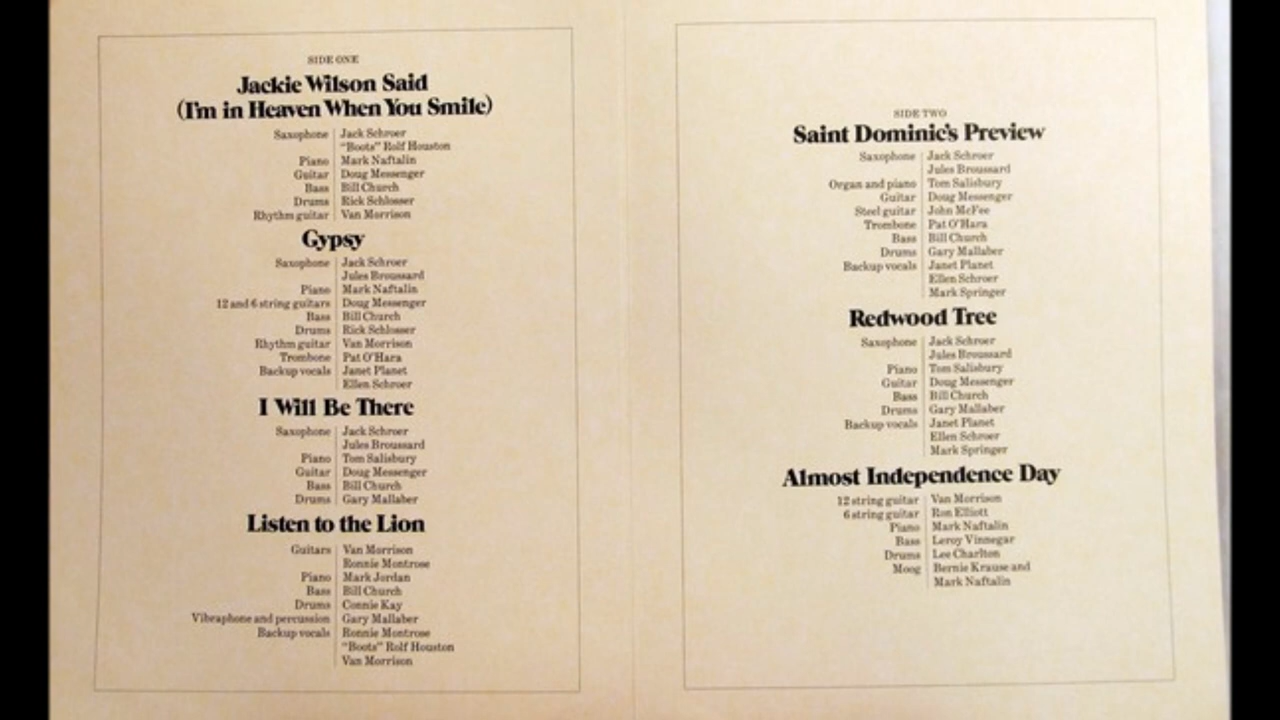 SIDE ONE
Jackie Wilson Said
(I'm in Heaven When You Smile)
Saxophone Jack Schroer
"Boots" Rolf Houston
Piano Mark Naftalin
Guitar Doug Messenger
Bass Bill Church
Drums Rick Schlosser
Rhythm guitar Van Morrison
Gypsy
Saxophone Jack Schroer
Jules Broussard
Piano Mark Naftalin
12 and 6 string guitars Doug Messenger
Bass Bill Church
Drums Rick Schlosser
Rhythm guitar Van Morrison
Trombone Pat O'Hara
Backup vocals Janet Planet
Ellen Schroer
I Will Be There
Saxophone Jack Schroer
Jules Broussard
Piano Tom Salisbury
Guitar Doug Messenger
Bass Bill Church
Drums Gary Mallaber
Listen to the Lion
Guitars Van Morrison
Ronnie Montrose
Piano Mark Jordan
Bass Bill Church
Drums Connie Kay
Vibraphone and percussion Gary Mallaber
Backup vocals Ronnie Montrose
"Boots" Rolf Houston
Van Morrison
SIDE TWO
Saint Dominic's Preview
Saxophone Jack Schroer
Jules Broussard
Organ and piano Tom Salisbury
Guitar Doug Messenger
Steel guitar John McFee
Trombone Pat O'Hara
Bass Bill Church
Drums Gary Mallaber
Backup vocals Janet Planet
Ellen Schroer
Mark Springer
Redwood Tree
Saxophone Jack Schroer
Jules Broussard
Piano Tom Salisbury
Guitar Doug Messenger
Bass Bill Church
Drums Gary Mallaber
Backup vocals Janet Planet
Ellen Schroer
Mark Springer
Almost Independence Day
12 string guitar Van Morrison
6 string guitar Ron Elliott
Piano Mark Naftalin
Bass Leroy Vinnegar
Drums Lee Charlton
Moog Bernie Krause and
Mark Naftalin